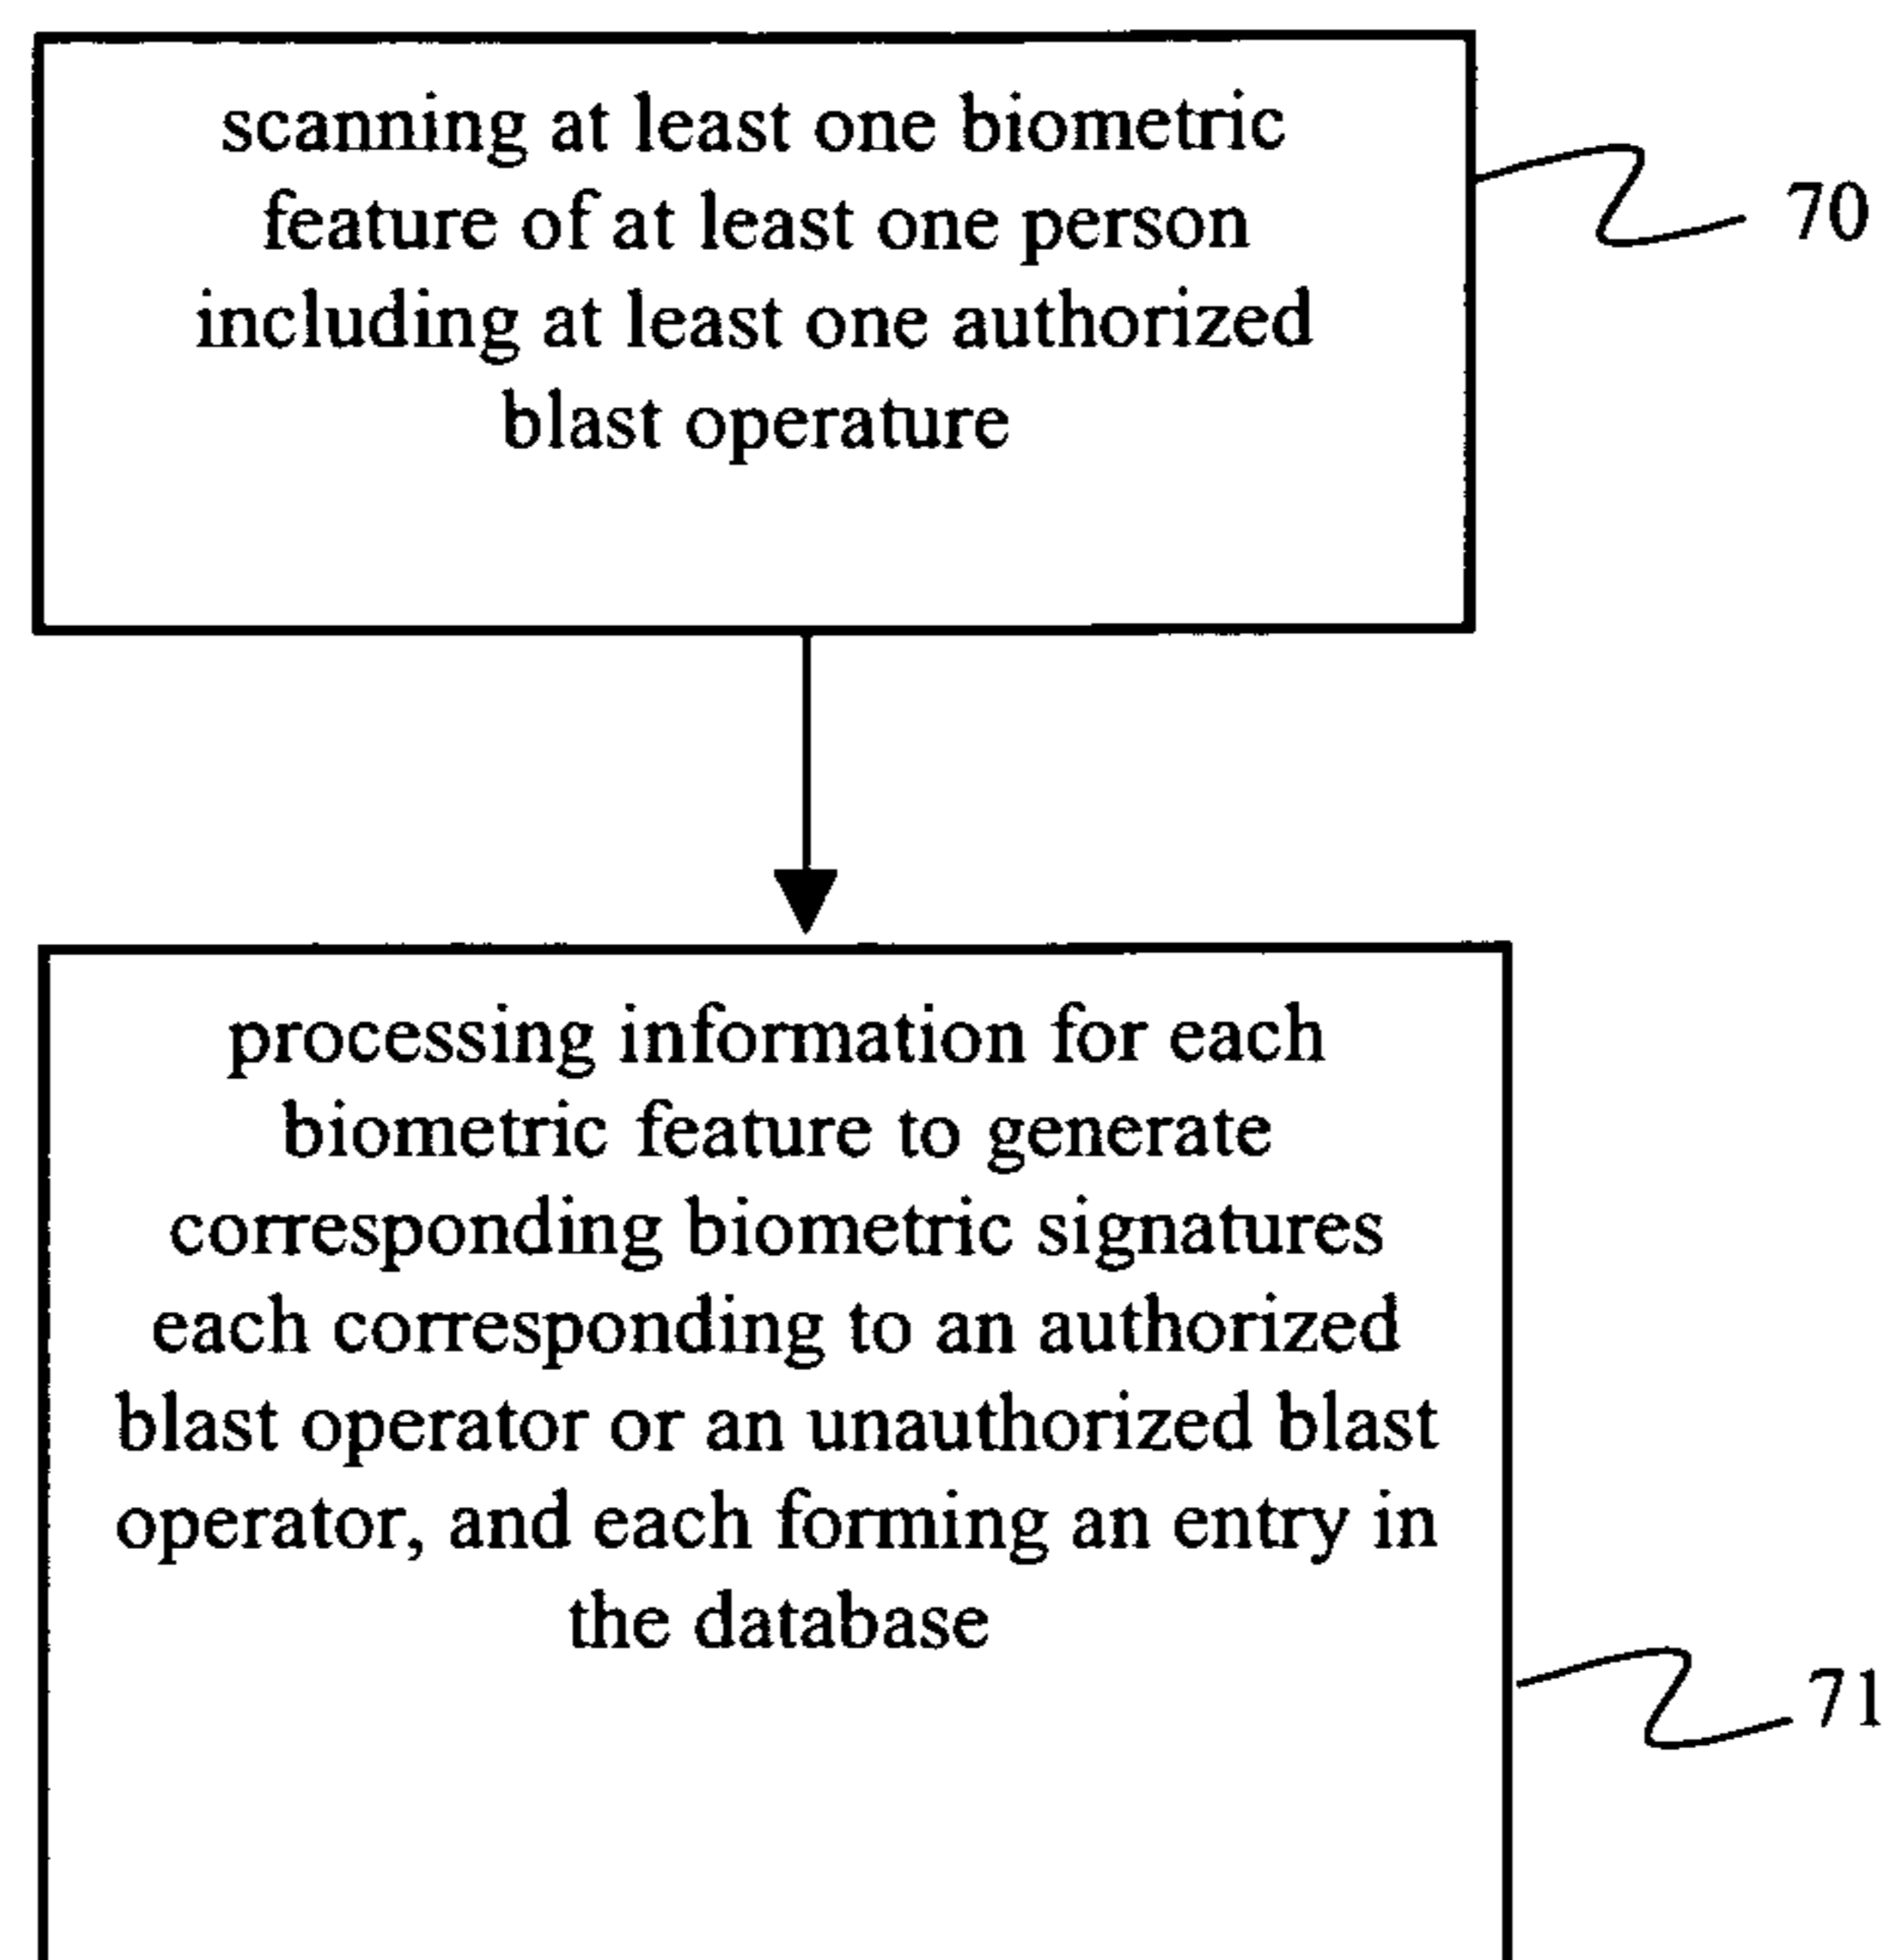 scanning at least one biometric
feature of at least one person
including at least one authorized
blast operature
70
processing information for each
biometric feature to generate
corresponding biometric signatures
each corresponding to an authorized
blast operator or an unauthorized blast
operator, and each forming an entry in
the database
71